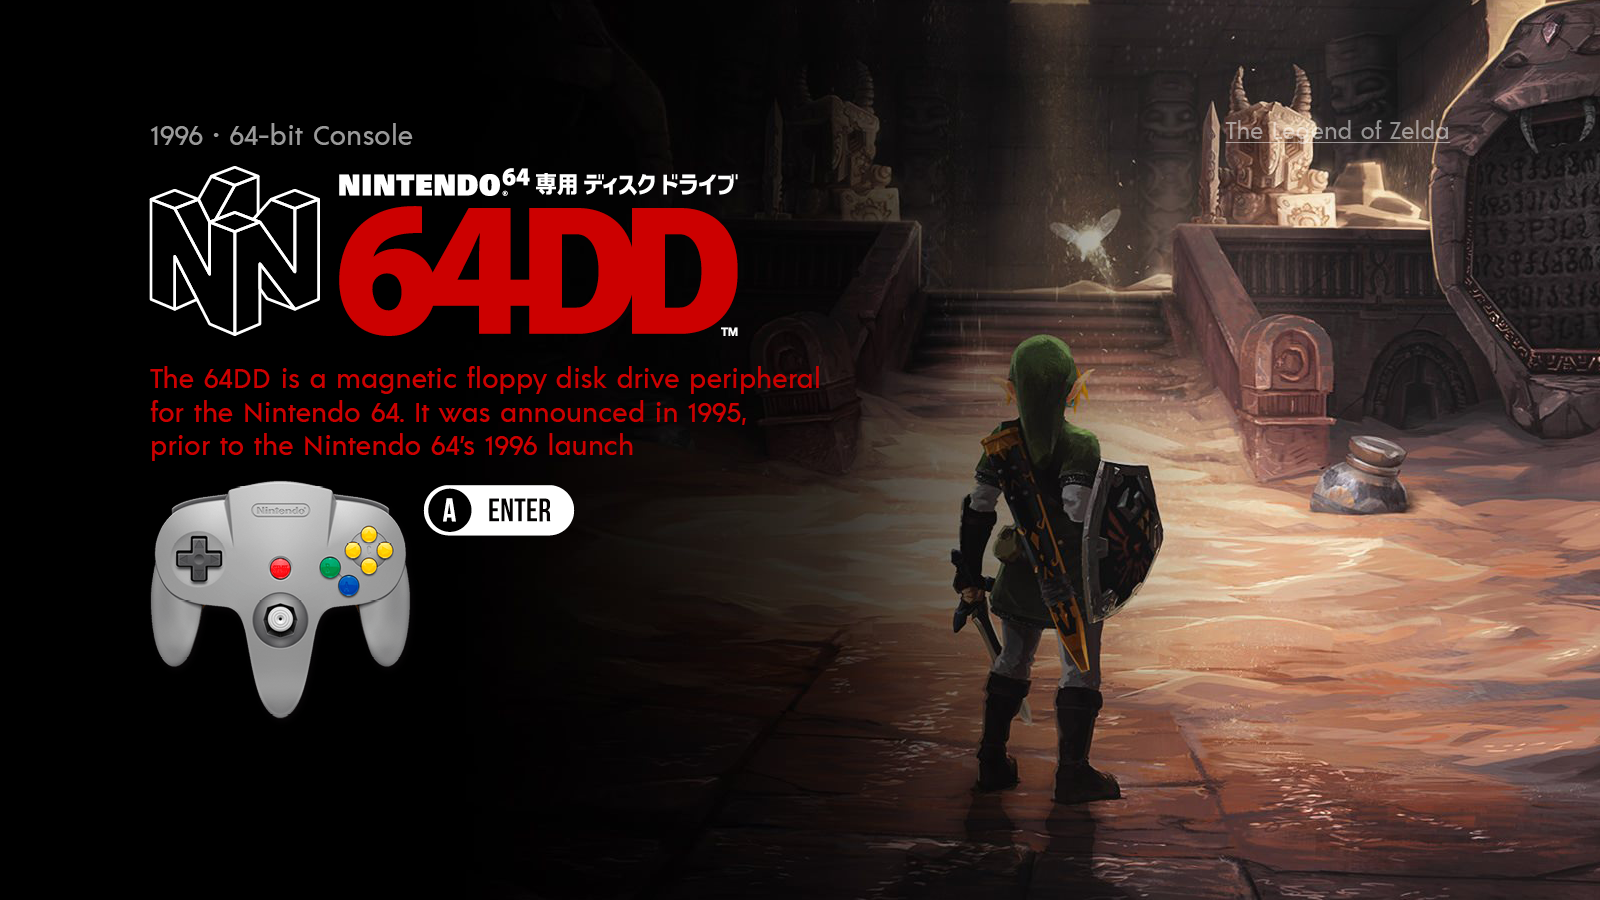 1996 · 64-bit Console
The Legend of Zelda
NINTENDO64 専用 ディスクドライブ
64DD
TM
The 64DD is a magnetic floppy disk drive peripheral
for the Nintendo 64. It was announced in 1995,
prior to the Nintendo 64's 1996 launch
Nintendo
A ENTER